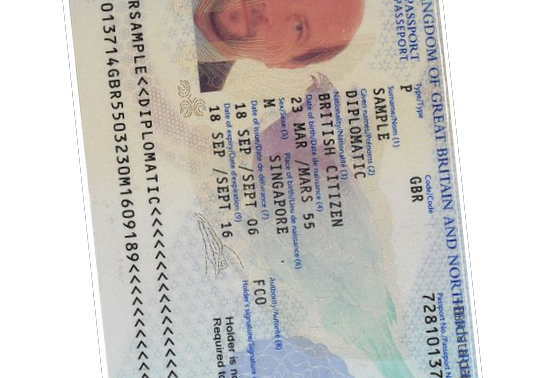 NGDOM OF GREAT BRITAIN AND NORTHERN
PASSPORT
PASSEPORT
Type/Type
P
Code/Code
GBR
Passport No./Passeport N
72810137
Surname/Nom (1)
SAMPLE
Given names/Prénoms (2)
DIPLOMATIC
Nationality/Nationalité (3)
BRITISH CITIZEN
Date of birth/Date de naissance (4)
23 MAR /MARS 55
Sex/Sexe (5) Place of birth/Lieu de naissance (6)
M SINGAPORE
Date of issue/Date de délivrance (7) Authority/Autorité (8)
18 SEP /SEPT 06 FCO
Date of expiry/Date d'expiration (9) Holder's signature/Signature
18 SEP /SEPT 16
Holder is n
Required t
RSAMPLE<<DIPLOMATIC<<<<<<<<<<<<<<<<
013714GBR5503230M1609189<<<<<<<<<